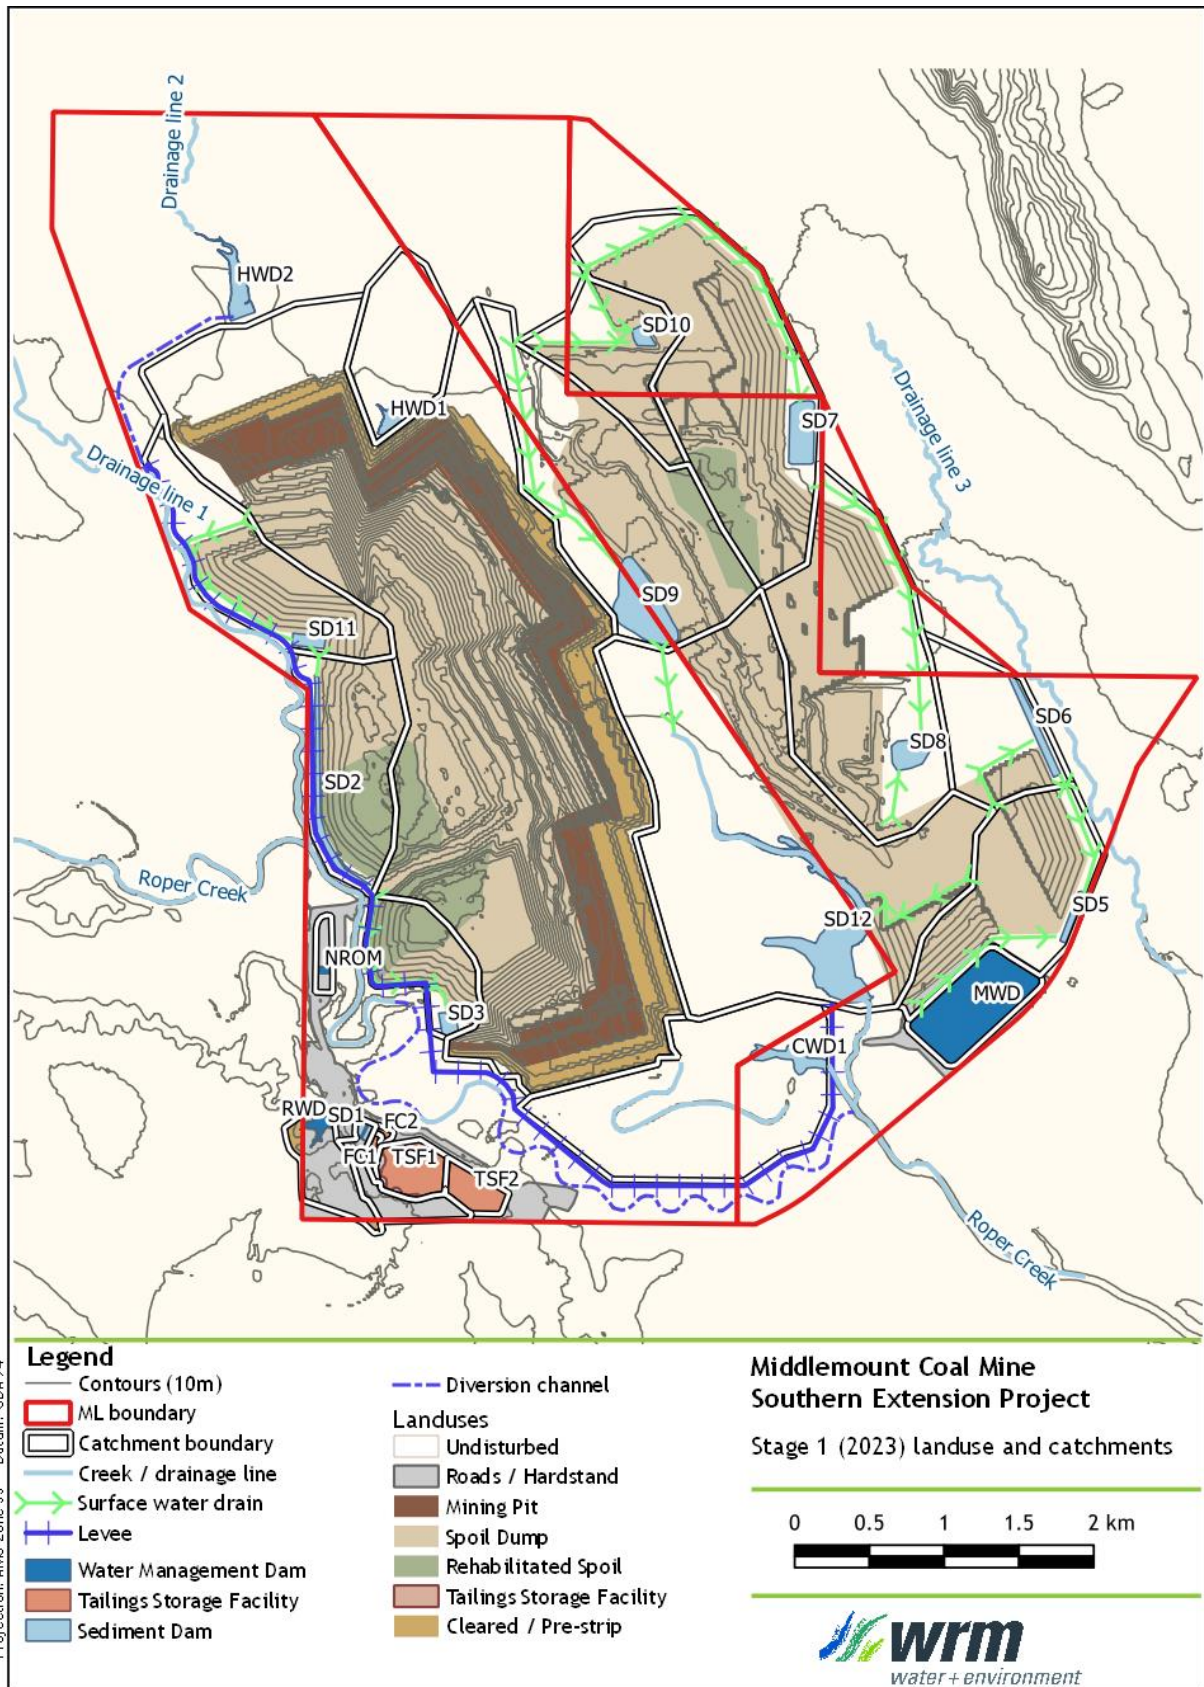 Drainage line 2
HWD2
SD10
HWD1
SD7
Drainage line 3
Drainage line 1
SD9
SD11
SD6
SD8
SD2
Roper Creek
SD5
SD12
NROM
MWD
SD3
CWD1
RWD
SD1
FC2
FC1
TSF1
TSF2
Roper Creek
Legend
Contours (10m)
ML boundary
Catchment boundary
Creek / drainage line
Surface water drain
Levee
Water Management Dam
Tailings Storage Facility
Sediment Dam
Diversion channel
Landuses
Undisturbed
Roads / Hardstand
Mining Pit
Spoil Dump
Rehabilitated Spoil
Tailings Storage Facility
Cleared / Pre-strip
Middlemount Coal Mine
Southern Extension Project
Stage 1 (2023) landuse and catchments
0 0.5 1 1.5 2 km
wrm
water + environment